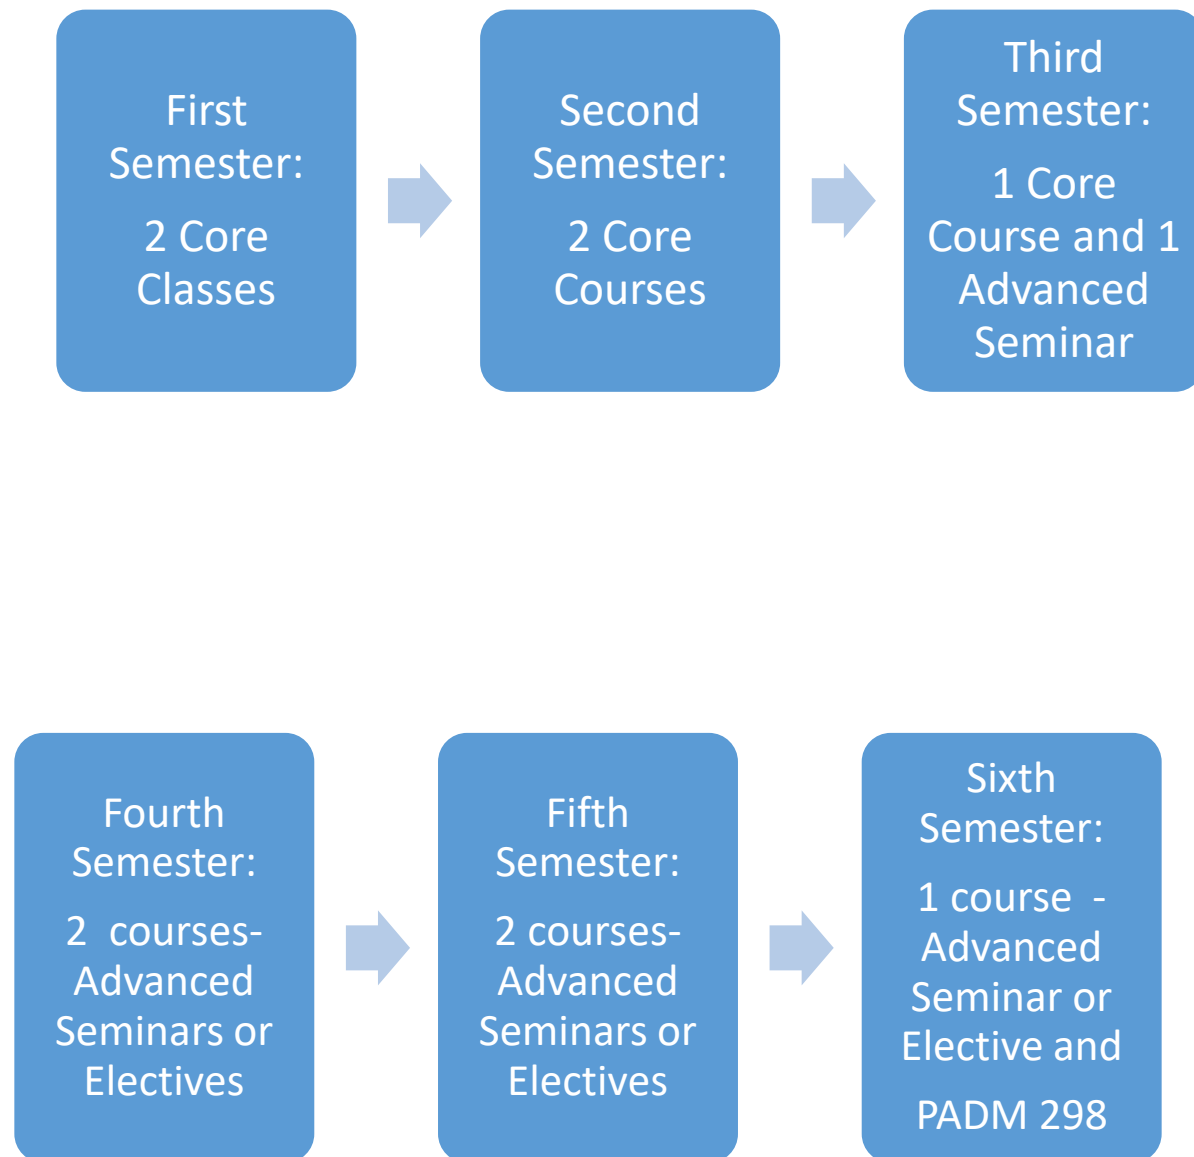 First
Semester:
2 Core
Classes
Second
Semester:
2 Core
Courses
Third
Semester:
1 Core
Course and 1
Advanced
Seminar
Fourth
Semester:
2  courses-
Advanced
Seminars or
Electives
Fifth
Semester:
2 courses-
Advanced
Seminars or
Electives
Sixth
Semester:
1 course  -
Advanced
Seminar or
Elective and
PADM 298